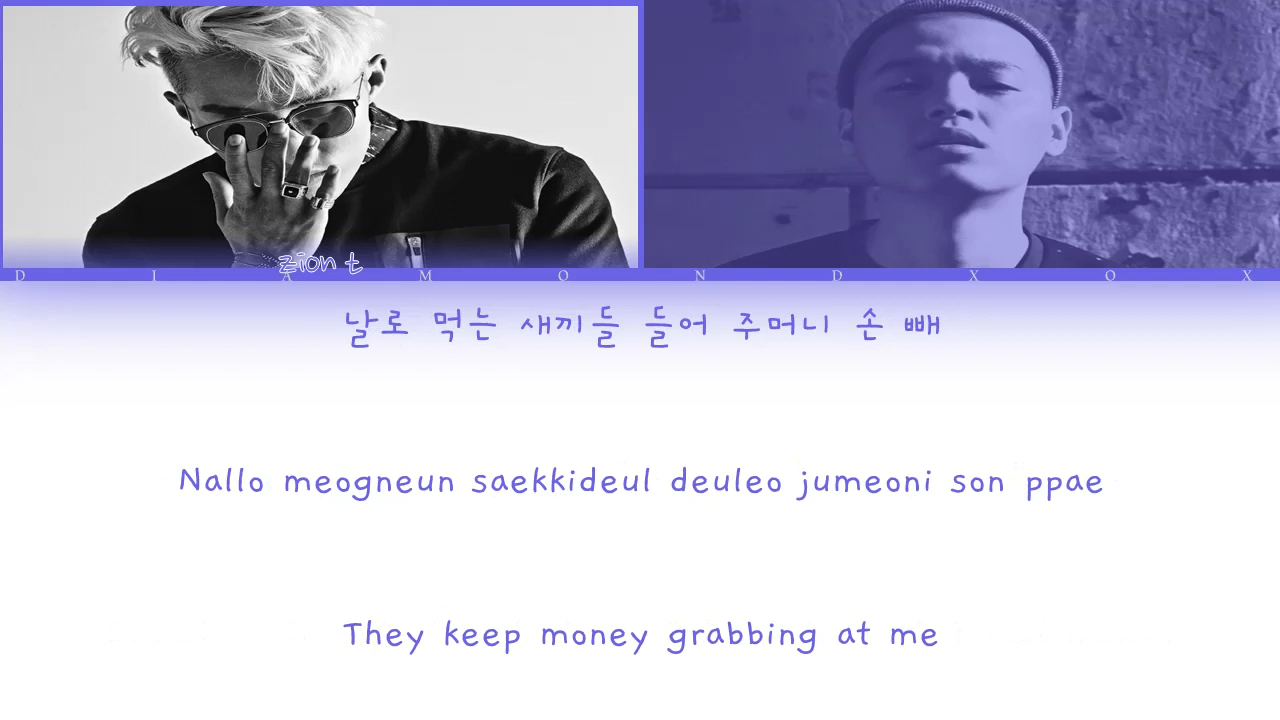 zion t
D I A M O N D X O X
날로 먹는 새끼들 들어 주머니 손 빼
Nallo meogneun saekkideul deuleo jumeoni son ppae
They keep money grabbing at me